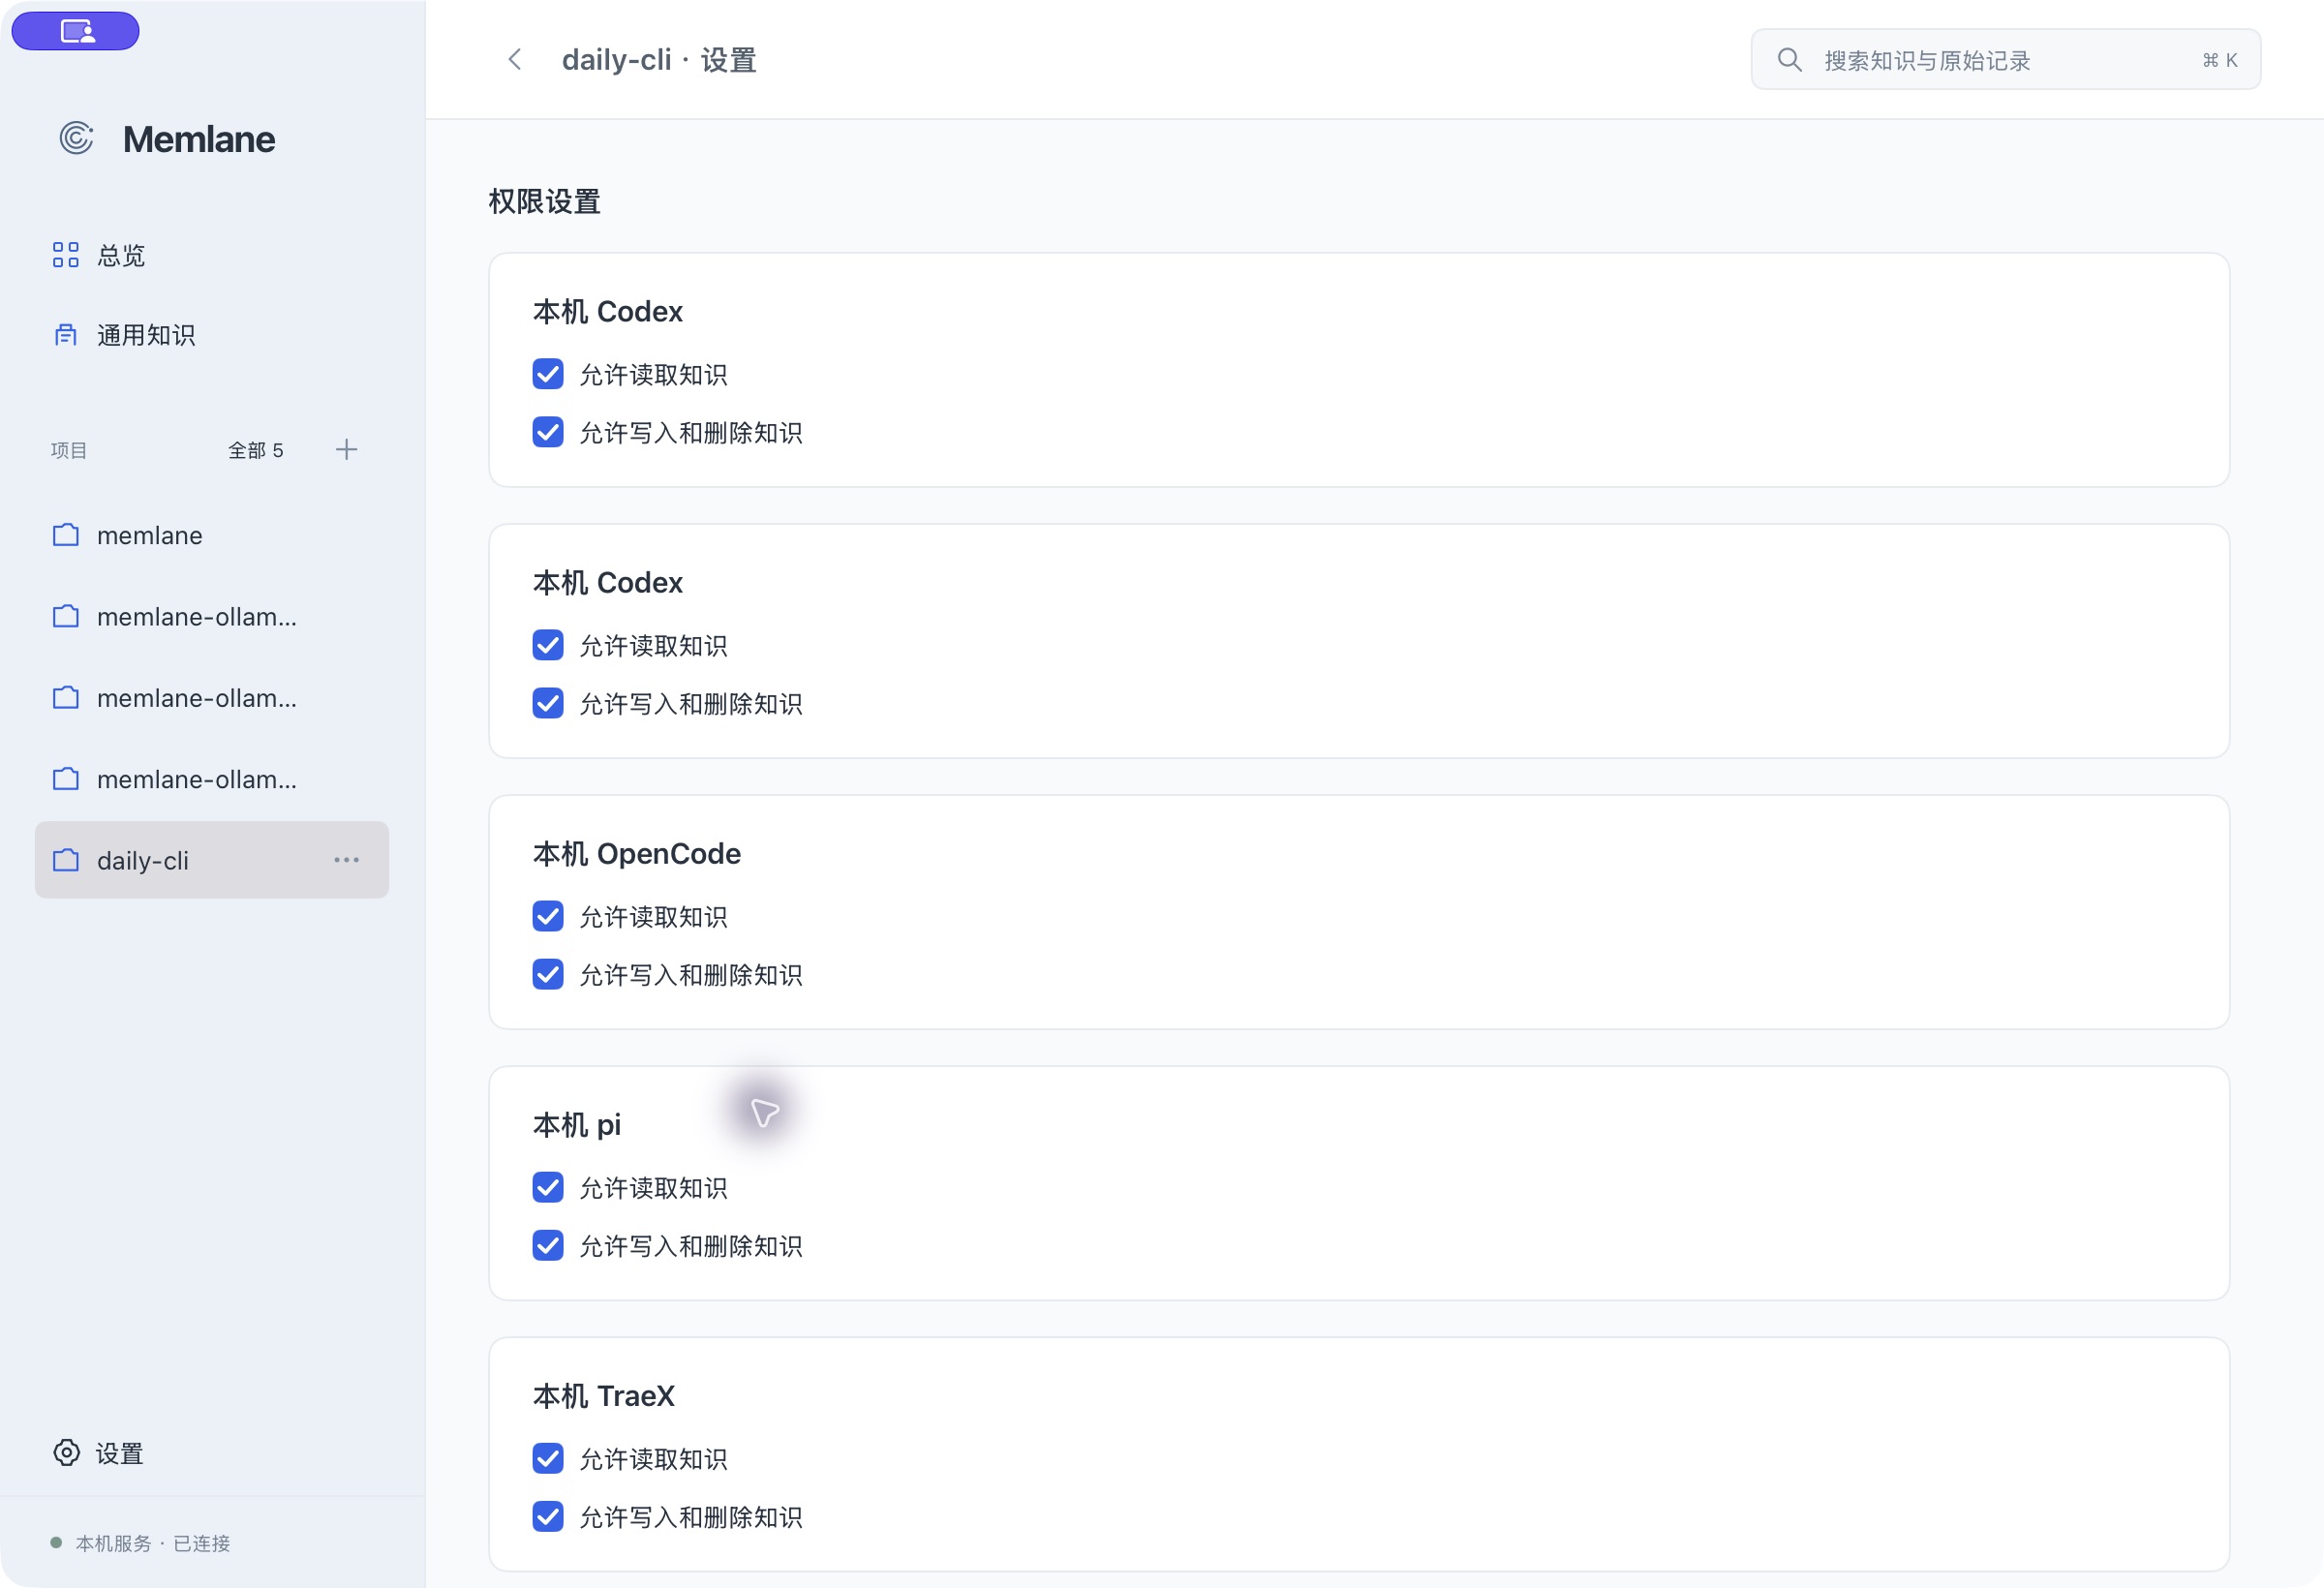 Memlane
总览
通用知识
项目 全部 5
memlane
memlane-ollam...
memlane-ollam...
memlane-ollam...
daily-cli
设置
本机服务 · 已连接
daily-cli · 设置
搜索知识与原始记录 ⌘ K
权限设置
本机 Codex
允许读取知识
允许写入和删除知识
本机 Codex
允许读取知识
允许写入和删除知识
本机 OpenCode
允许读取知识
允许写入和删除知识
本机 pi
允许读取知识
允许写入和删除知识
本机 TraeX
允许读取知识
允许写入和删除知识